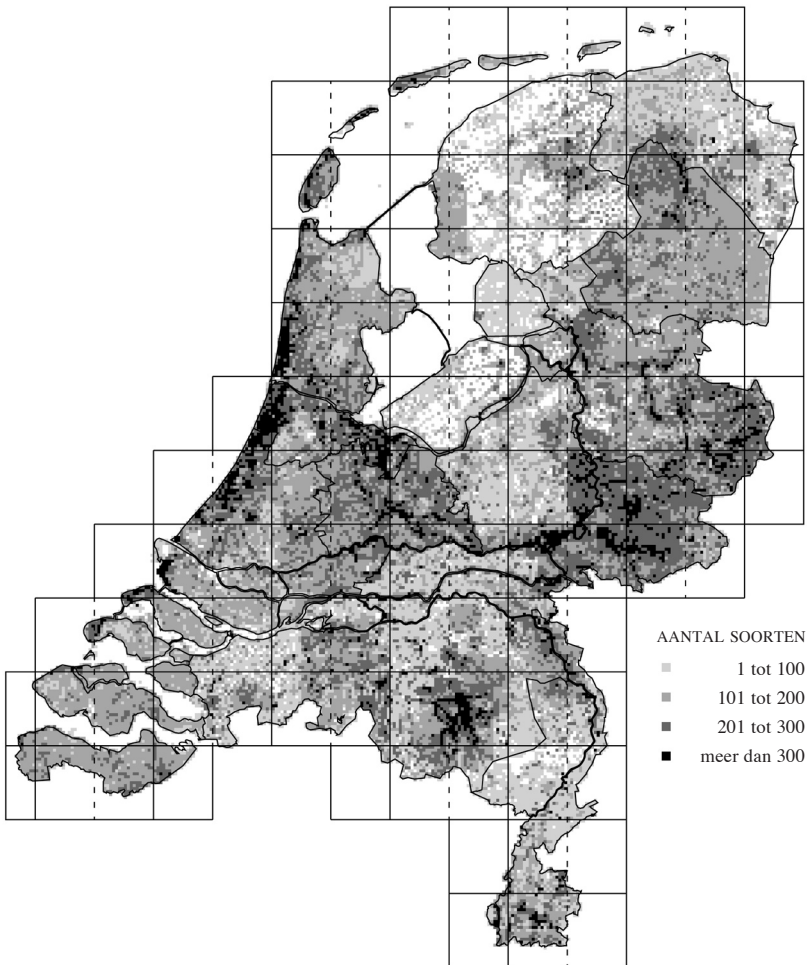 AANTAL SOORTEN
1 tot 100
101 tot 200
201 tot 300
meer dan 300